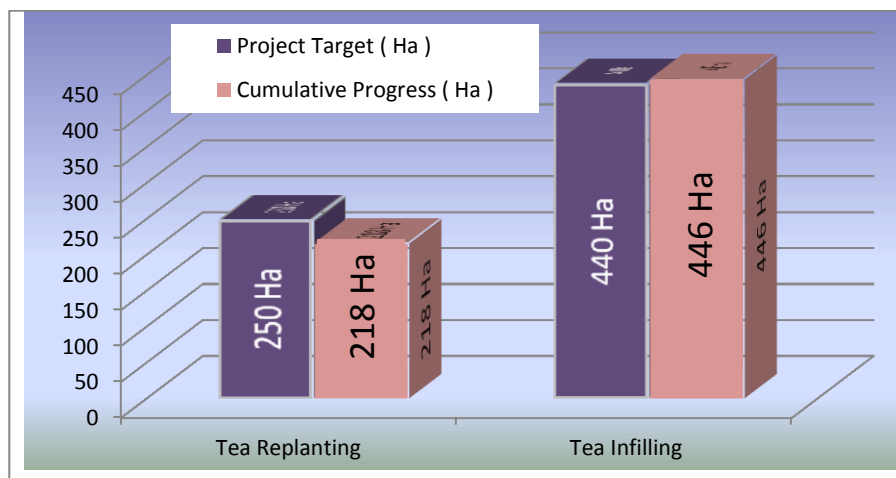 Project Target ( Ha )
Cumulative Progress ( Ha )
450
400
350
300
250
200
150
100
50
0
250 Ha
218 Ha
218 Ha
440 Ha
446 Ha
446 Ha
Tea Replanting
Tea Infilling